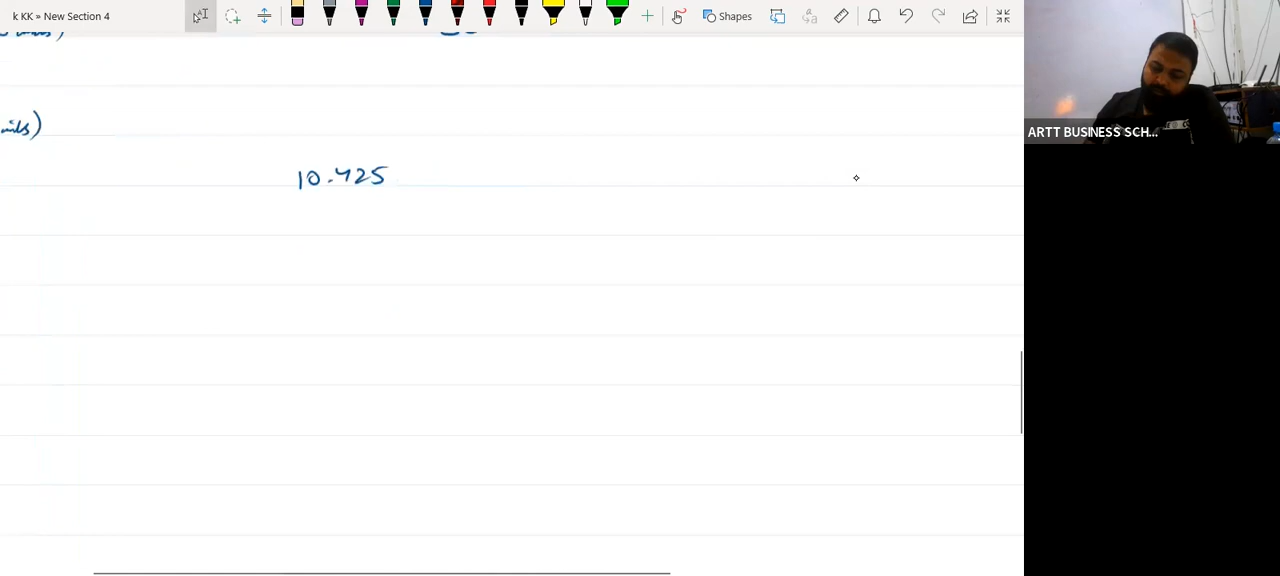 k KK » New Section 4
Shapes
ARTT BUSINESS SCH...
10.425